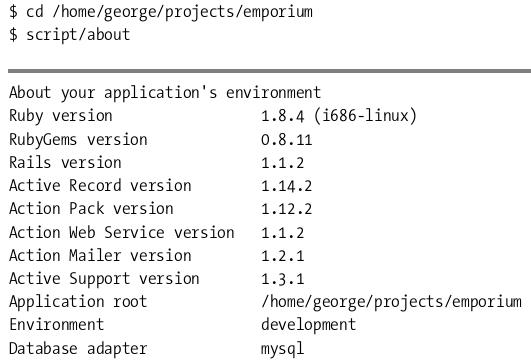 $ cd /home/george/projects/emporium
$ script/about
About your application's environment
Ruby version 1.8.4 (i686-linux)
RubyGems version 0.8.11
Rails version 1.1.2
Active Record version 1.14.2
Action Pack version 1.12.2
Action Web Service version 1.1.2
Action Mailer version 1.2.1
Active Support version 1.3.1
Application root /home/george/projects/emporium
Environment development
Database adapter mysql